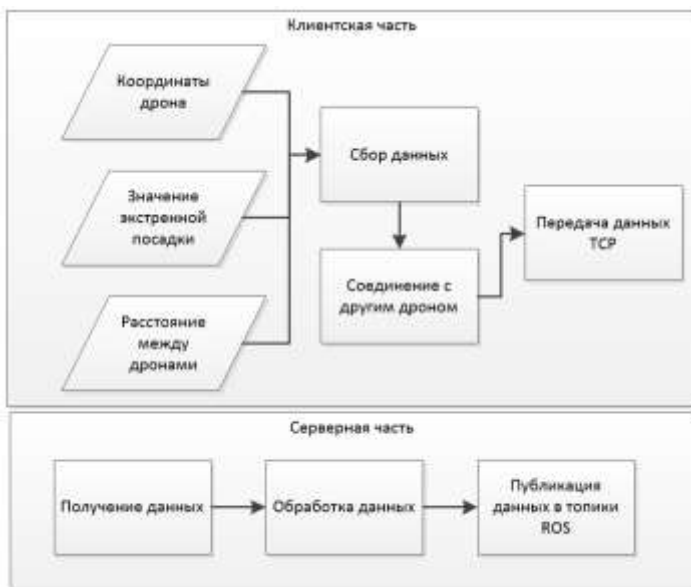 Клиентская часть
Координаты
дрона
Сбор данных
Значение
экстренной
посадки
Передача данных
TCP
Соединение с
другим дроном
Расстояние
между
дронами
Серверная часть
Получение данных
Обработка данных
Публикация
данных в топики
ROS